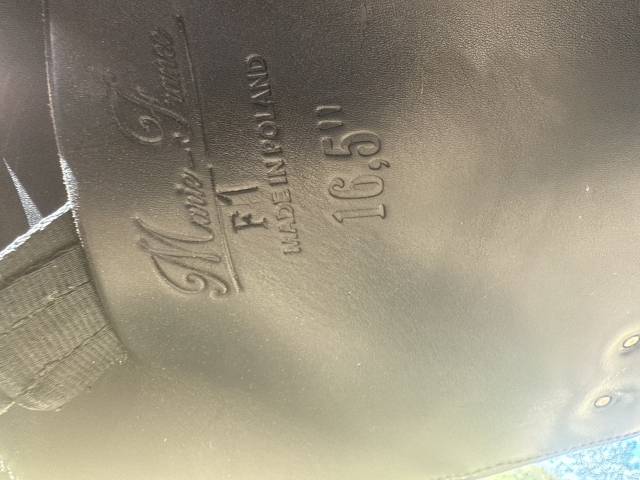 Marie-France
F1
MADE IN POLAND
16,5"